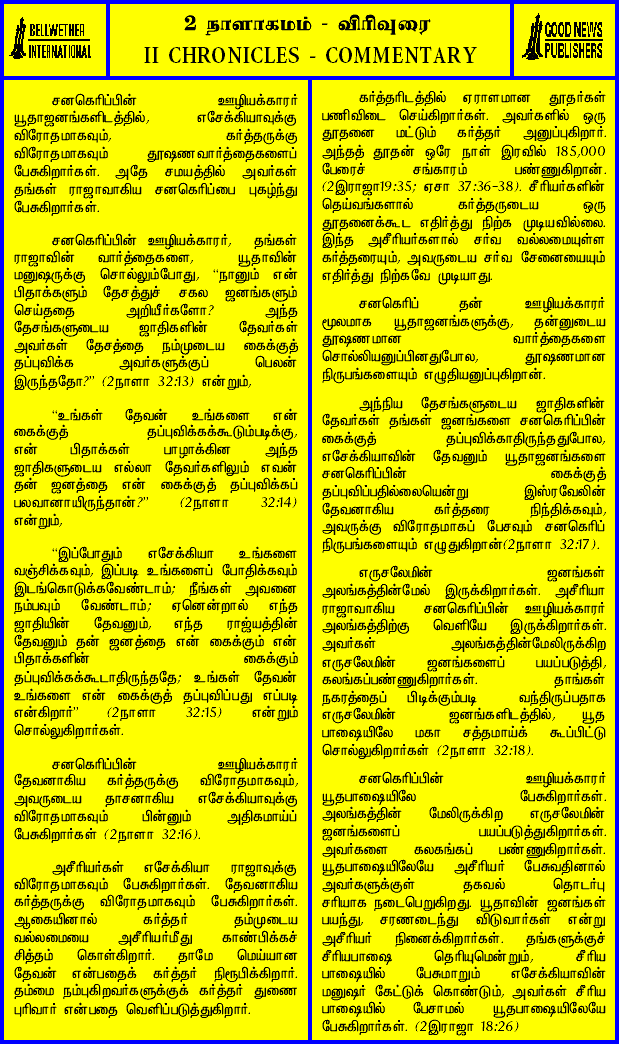 BELLWETHER
INTERNATIONAL
2 நாளாகமம் - விரிவுரை
II CHRONICLES - COMMENTARY
GOOD NEWS
PUBLISHERS
சனகெரிப்பின் ஊழியக்காரர்
யூதாஜனங்களிடத்தில், எசேக்கியாவுக்கு
விரோதமாகவும், கர்த்தருக்கு
விரோதமாகவும் தூஷணவார்த்தைகளைப்
பேசுகிறார்கள். அதே சமயத்தில் அவர்கள்
தங்கள் ராஜாவாகிய சனகெரிப்பை புகழ்ந்து
பேசுகிறார்கள்.
சனகெரிப்பின் ஊழியக்காரர், தங்கள்
ராஜாவின் வார்த்தைகளை, யூதாவின்
மனுஷருக்கு சொல்லும்போது, “நானும் என்
பிதாக்களும் தேசத்துச் சகல ஜனங்களும்
செய்ததை அறியீர்களோ? அந்த
தேசங்களுடைய ஜாதிகளின் தேவர்கள்
அவர்கள் தேசத்தை நம்முடைய கைக்குத்
தப்புவிக்க அவர்களுக்குப் பெலன்
இருந்ததோ?” (2நாளா 32:13) என்றும்,
“உங்கள் தேவன் உங்களை என்
கைக்குத் தப்புவிக்கக்கூடும்படிக்கு,
என் பிதாக்கள் பாழாக்கின அந்த
ஜாதிகளுடைய எல்லா தேவர்களிலும் எவன்
தன் ஜனத்தை என் கைக்குத் தப்புவிக்கப்
பலவானாயிருந்தான்?” (2நாளா 32:14)
என்றும்,
“இப்போதும் எசேக்கியா உங்களை
வஞ்சிக்கவும், இப்படி உங்களைப் போதிக்கவும்
இடங்கொடுக்கவேண்டாம்; நீங்கள் அவனை
நம்பவும் வேண்டாம்; ஏனென்றால் எந்த
ஜாதியின் தேவனும், எந்த ராஜ்யத்தின்
தேவனும் தன் ஜனத்தை என் கைக்கும் என்
பிதாக்களின் கைக்கும்
தப்புவிக்கக்கூடாதிருந்ததே; உங்கள் தேவன்
உங்களை என் கைக்குத் தப்புவிப்பது எப்படி
என்கிறார்” (2நாளா 32:15) என்றும்
சொல்லுகிறார்கள்.
சனகெரிப்பின் ஊழியக்காரர்
தேவனாகிய கர்த்தருக்கு விரோதமாகவும்,
அவருடைய தாசனாகிய எசேக்கியாவுக்கு
விரோதமாகவும் பின்னும் அதிகமாய்ப்
பேசுகிறார்கள் (2நாளா 32:16).
அசீரியர்கள் எசேக்கியா ராஜாவுக்கு
விரோதமாகவும் பேசுகிறார்கள். தேவனாகிய
கர்த்தருக்கு விரோதமாகவும் பேசுகிறார்கள்.
ஆகையினால் கர்த்தர் தம்முடைய
வல்லமையை அசீரியர்மீது காண்பிக்கச்
சித்தம் கொள்கிறார். தாமே மெய்யான
தேவன் என்பதைக் கர்த்தர் நிரூபிக்கிறார்.
தம்மை நம்புகிறவர்களுக்குக் கர்த்தர் துணை
புரிவார் என்பதை வெளிப்படுத்துகிறார்.
கர்த்தரிடத்தில் ஏராளமான தூதர்கள்
பணிவிடை செய்கிறார்கள். அவர்களில் ஒரு
தூதனை மட்டும் கர்த்தர் அனுப்புகிறார்.
அந்தத் தூதன் ஒரே நாள் இரவில் 185,000
பேரைச் சங்காரம் பண்ணுகிறான்.
(2இராஜா19:35; ஏசா 37:36-38). சீரியர்களின்
தெய்வங்களால் கர்த்தருடைய ஒரு
தூதனைக்கூட எதிர்த்து நிற்க முடியவில்லை.
இந்த அசீரியர்களால் சர்வ வல்லமையுள்ள
கர்த்தரையும், அவருடைய சர்வ சேனையையும்
எதிர்த்து நிற்கவே முடியாது.
சனகெரிப் தன் ஊழியக்காரர்
மூலமாக யூதாஜனங்களுக்கு, தன்னுடைய
தூஷணமான வார்த்தைகளை
சொல்லியனுப்பினதுபோல, தூஷணமான
நிருபங்களையும் எழுதியனுப்புகிறான்.
அந்நிய தேசங்களுடைய ஜாதிகளின்
தேவர்கள் தங்கள் ஜனங்களை சனகெரிப்பின்
கைக்குத் தப்புவிக்காதிருந்ததுபோல,
எசேக்கியாவின் தேவனும் யூதாஜனங்களை
சனகெரிப்பின் கைக்குத்
தப்புவிப்பதில்லையென்று இஸ்ரவேலின்
தேவனாகிய கர்த்தரை நிந்திக்கவும்,
அவருக்கு விரோதமாகப் பேசவும் சனகெரிப்
நிருபங்களையும் எழுதுகிறான்(2நாளா 32:17).
எருசலேமின் ஜனங்கள்
அலங்கத்தின்மேல் இருக்கிறார்கள். அசீரியா
ராஜாவாகிய சனகெரிப்பின் ஊழியக்காரர்
அலங்கத்திற்கு வெளியே இருக்கிறார்கள்.
அவர்கள் அலங்கத்தின்மேலிருக்கிற
எருசலேமின் ஜனங்களைப் பயப்படுத்தி,
கலங்கப்பண்ணுகிறார்கள். தாங்கள்
நகரத்தைப் பிடிக்கும்படி வந்திருப்பதாக
எருசலேமின் ஜனங்களிடத்தில், யூத
பாஷையிலே மகா சத்தமாய்க் கூப்பிட்டு
சொல்லுகிறார்கள் (2நாளா 32:18).
சனகெரிப்பின் ஊழியக்காரர்
யூதபாஷையிலே பேசுகிறார்கள்.
அலங்கத்தின் மேலிருக்கிற எருசலேமின்
ஜனங்களைப் பயப்படுத்துகிறார்கள்.
அவர்களை கலகங்கப் பண்ணுகிறார்கள்.
யூதபாஷையிலேயே அசீரியர் பேசுவதினால்
அவர்களுக்குள் தகவல் தொடர்பு
சரியாக நடைபெறுகிறது. யூதாவின் ஜனங்கள்
பயந்து, சரணடைந்து விடுவார்கள் என்று
அசீரியர் நினைக்கிறார்கள். தங்களுக்குச்
சீரியபாஷை தெரியுமென்றும், சீரிய
பாஷையில் பேசுமாறும் எசேக்கியாவின்
மனுஷர் கேட்டுக் கொண்டும், அவர்கள் சீரிய
பாஷையில் பேசாமல் யூதபாஷையிலேயே
பேசுகிறார்கள். (2இராஜா 18:26)